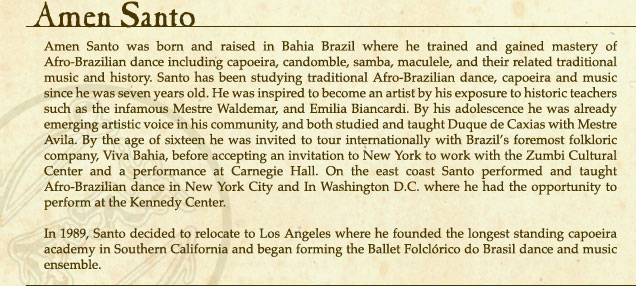 Amen Santo
Amen Santo was born and raised in Bahia Brazil where he trained and gained mastery of
Afro-Brazilian dance including capoeira, candomble, samba, maculele, and their related traditional
music and history. Santo has been studying traditional Afro-Brazilian dance, capoeira and music
since he was seven years old. He was inspired to become an artist by his exposure to historic teachers
such as the infamous Mestre Waldemar, and Emilia Biancardi. By his adolescence he was already
emerging artistic voice in his community, and both studied and taught Duque de Caxias with Mestre
Avila. By the age of sixteen he was invited to tour internationally with Brazil's foremost folkloric
company, Viva Bahia, before accepting an invitation to New York to work with the Zumbi Cultural
Center and a performance at Carnegie Hall. On the east coast Santo performed and taught
Afro-Brazilian dance in New York City and In Washington D.C. where he had the opportunity to
perform at the Kennedy Center.
In 1989, Santo decided to relocate to Los Angeles where he founded the longest standing capoeira
academy in Southern California and began forming the Ballet Folclórico do Brasil dance and music
ensemble.